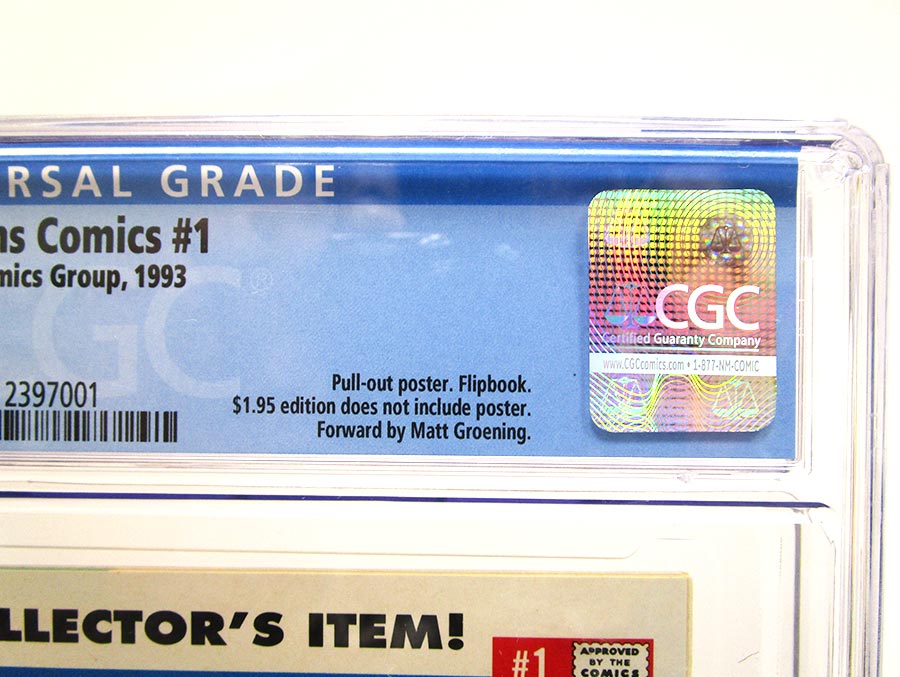 RSAL GRADE
ns Comics #1
mics Group, 1993
GC®
2397001
Pull-out poster. Flipbook.
$1.95 edition does not include poster.
Forward by Matt Groening.
CGC
Certified Guaranty Company
www.CGCcomics.com • 1-877-NM-COMIC
LLECTOR'S ITEM!
#1
APPROVED
BY THE
COMICS